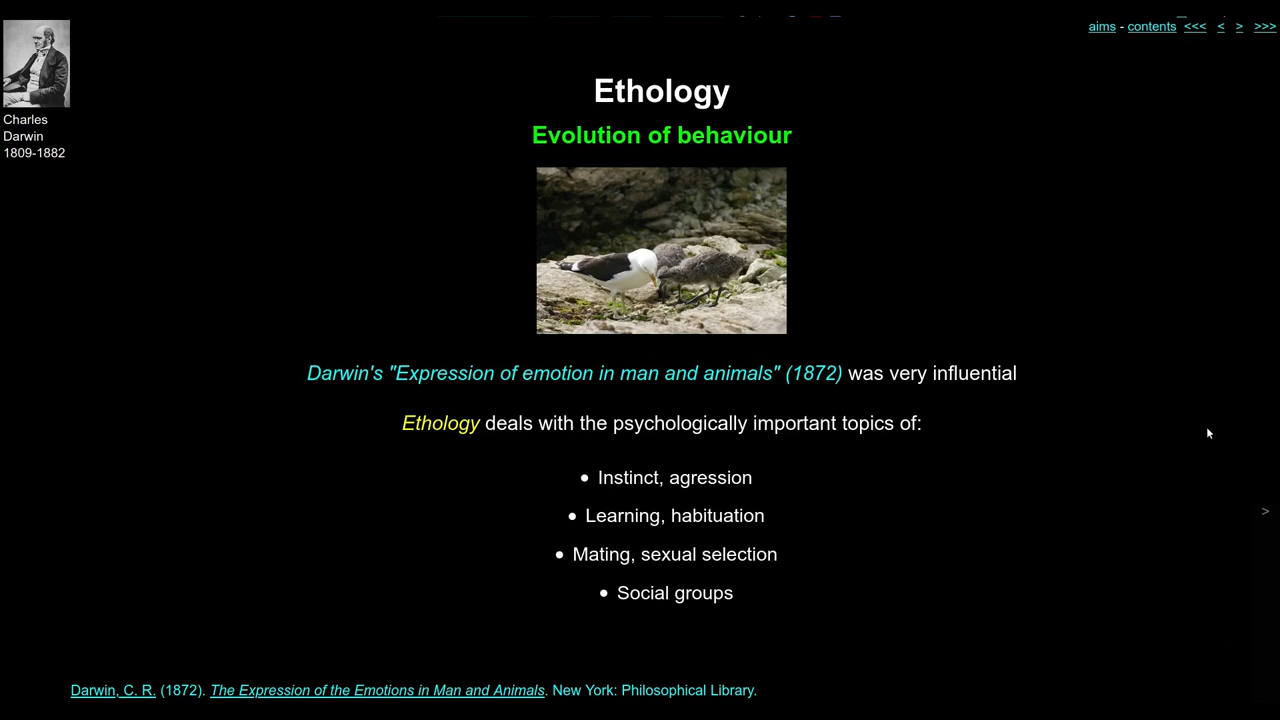 aims - contents <<< < > >>>
Charles
Darwin
1809-1882
Ethology
Evolution of behaviour
Darwin's "Expression of emotion in man and animals" (1872) was very influential
Ethology deals with the psychologically important topics of:
• Instinct, agression
• Learning, habituation
• Mating, sexual selection
• Social groups
>
Darwin, C. R. (1872). The Expression of the Emotions in Man and Animals. New York: Philosophical Library.